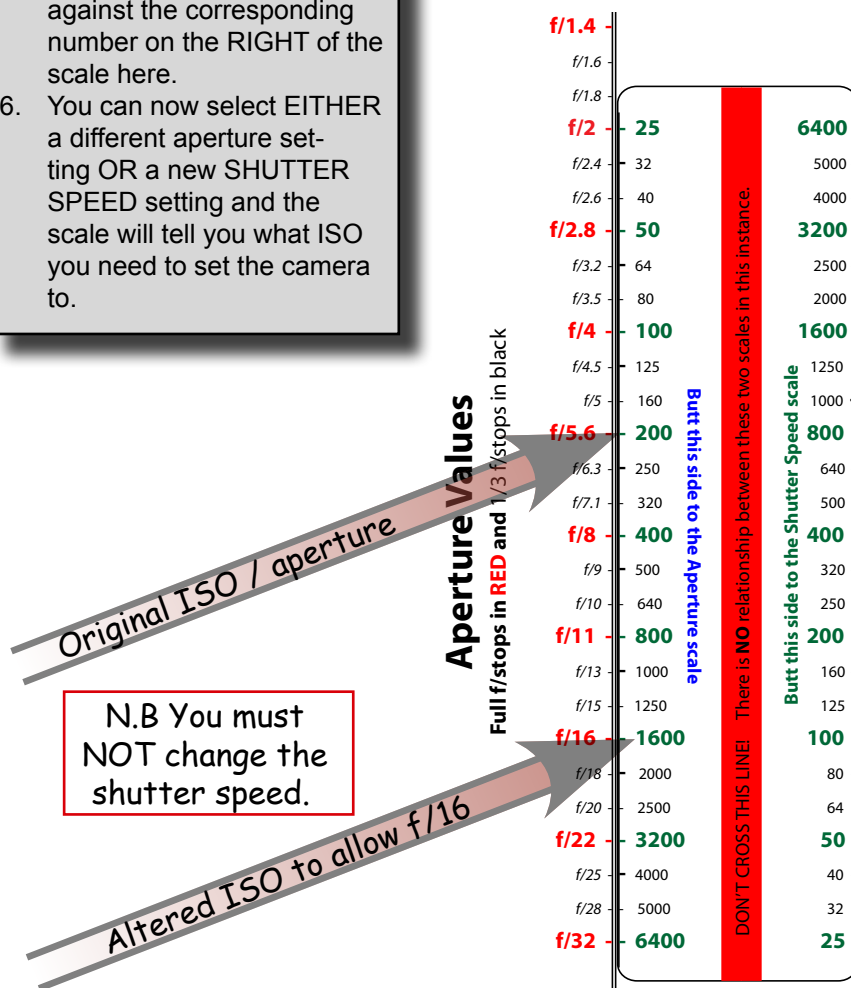 against the corresponding
number on the RIGHT of the
scale here.
6. You can now select EITHER
a different aperture set-
ting OR a new SHUTTER
SPEED setting and the
scale will tell you what ISO
you need to set the camera
to.
Original ISO / aperture
N.B You must
NOT change the
shutter speed.
Altered ISO to allow f/16
Aperture Values
Full f/stops in RED and 1/3 f/stops in black
f/1.4
f/1.6
f/1.8
f/2
f/2.4
f/2.6
f/2.8
f/3.2
f/3.5
f/4
f/4.5
f/5
f/5.6
f/6.3
f/7.1
f/8
f/9
f/10
f/11
f/13
f/15
f/16
f/18
f/20
f/22
f/25
f/28
f/32
25
32
40
50
64
80
100
125
160
200
250
320
400
500
640
800
1000
1250
1600
2000
2500
3200
4000
5000
6400
Butt this side to the Aperture scale
DON'T CROSS THIS LINE! There is NO relationship between these two scales in this instance.
Butt this side to the Shutter Speed scale
6400
5000
4000
3200
2500
2000
1600
1250
1000
800
640
500
400
320
250
200
160
125
100
80
64
50
40
32
25